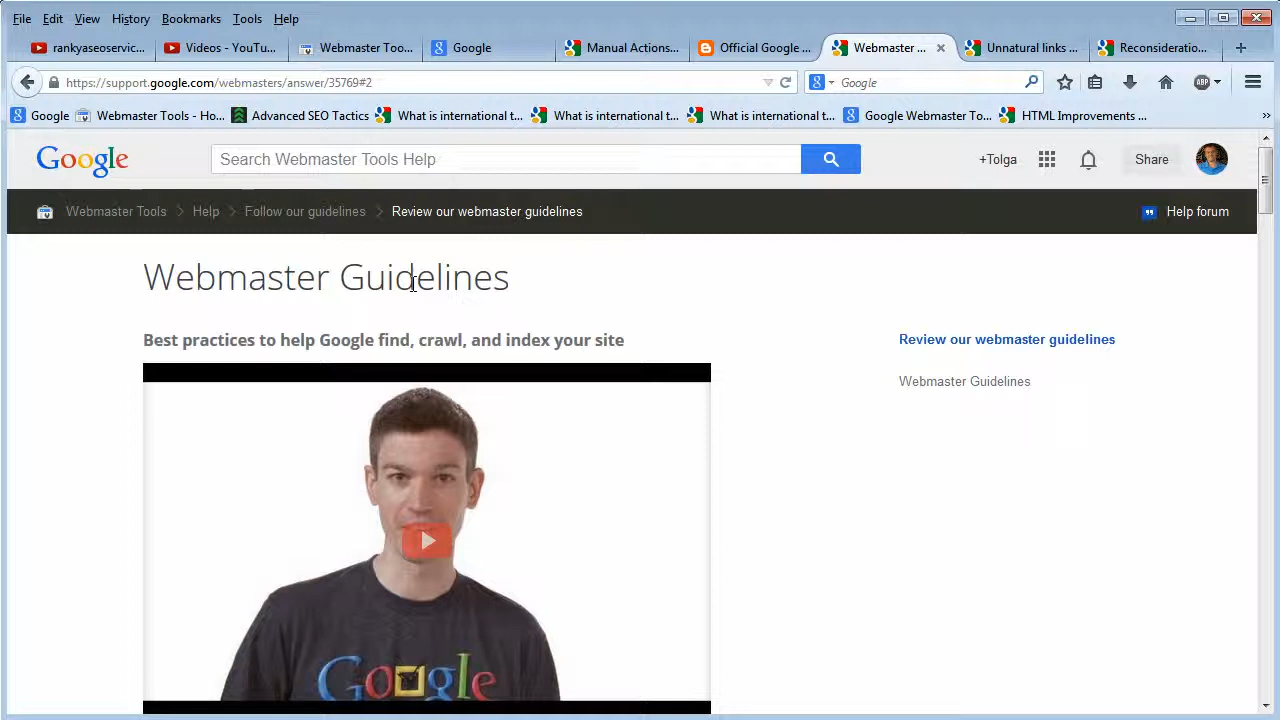 File Edit View History Bookmarks Tools Help
rankyaseoservic... Videos - YouTu... Webmaster Too... Google Manual Actions... Official Google ... Webmaster ... Unnatural links ... Reconsideratio...
https://support.google.com/webmasters/answer/35769#2 Google ABP
Google Webmaster Tools - Ho... Advanced SEO Tactics What is international t... What is international t... What is international t... Google Webmaster To... HTML Improvements ...
Google Search Webmaster Tools Help +Tolga Share
Webmaster Tools Help Follow our guidelines Review our webmaster guidelines Help forum
Webmaster Guidelines
Best practices to help Google find, crawl, and index your site
Review our webmaster guidelines
Webmaster Guidelines
Google